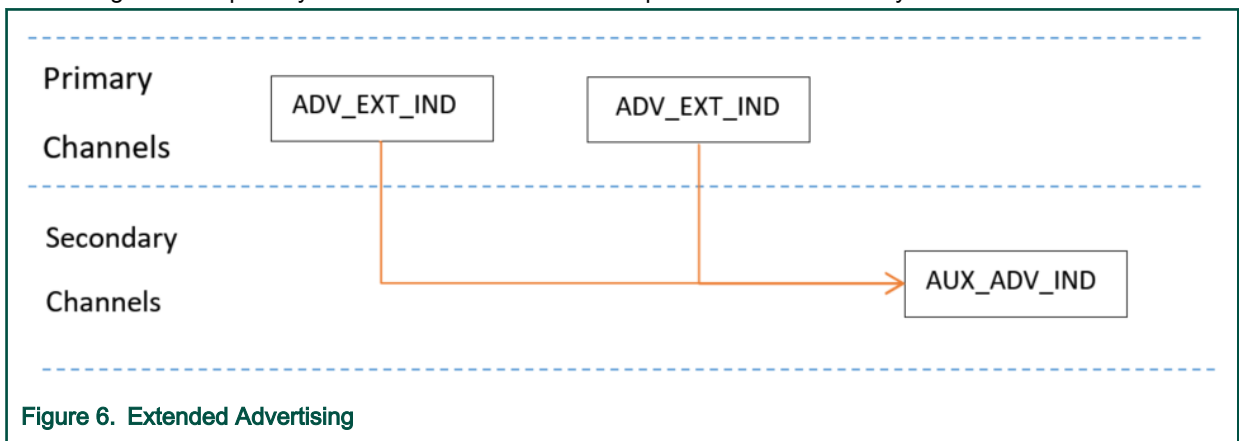 Primary
Channels
ADV_EXT_IND
ADV_EXT_IND
Secondary
Channels
AUX_ADV_IND
Figure 6. Extended Advertising